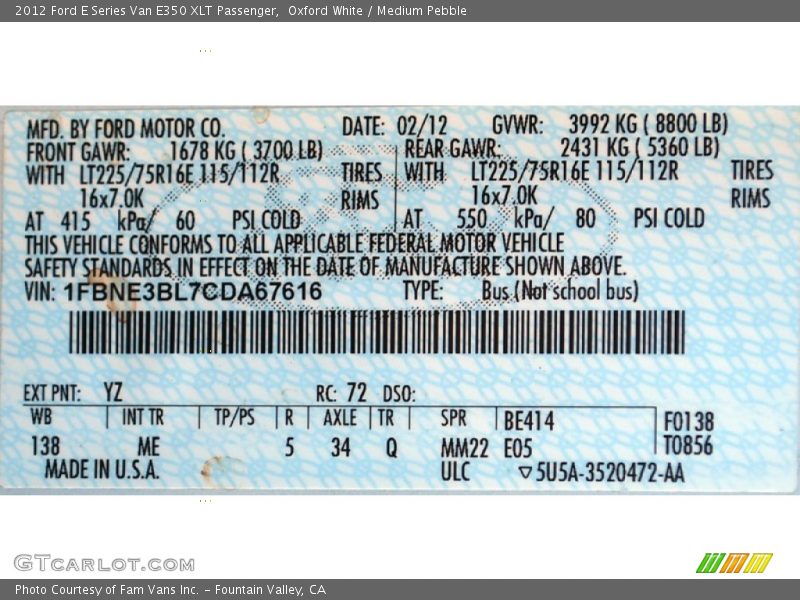 2012 Ford E Series Van E350 XLT Passenger,  Oxford White / Medium Pebble
MFD. BY FORD MOTOR CO. DATE: 02/12 GVWR: 3992 KG ( 8800 LB)
FRONT GAWR: 1678 KG ( 3700 LB) REAR GAWR: 2431 KG ( 5360 LB)
WITH LT225/75R16E 115/112R TIRES WITH LT225/75R16E 115/112R TIRES
16x7.0K RIMS 16x7.0K RIMS
AT 415 kPa/ 60 PSI COLD AT 550 kPa/ 80 PSI COLD
THIS VEHICLE CONFORMS TO ALL APPLICABLE FEDERAL MOTOR VEHICLE
SAFETY STANDARDS IN EFFECT ON THE DATE OF MANUFACTURE SHOWN ABOVE.
VIN: 1FBNE3BL7CDA67616 TYPE: Bus (Not school bus)
EXT PNT: YZ RC: 72 DSO:
WB INT TR TP/PS R AXLE TR SPR BE414 F0138
138 ME 5 34 Q MM22 E05 T0856
MADE IN U.S.A. ULC ▽5U5A-3520472-AA
GTCARLOT.COM
Photo Courtesy of Fam Vans Inc. - Fountain Valley, CA